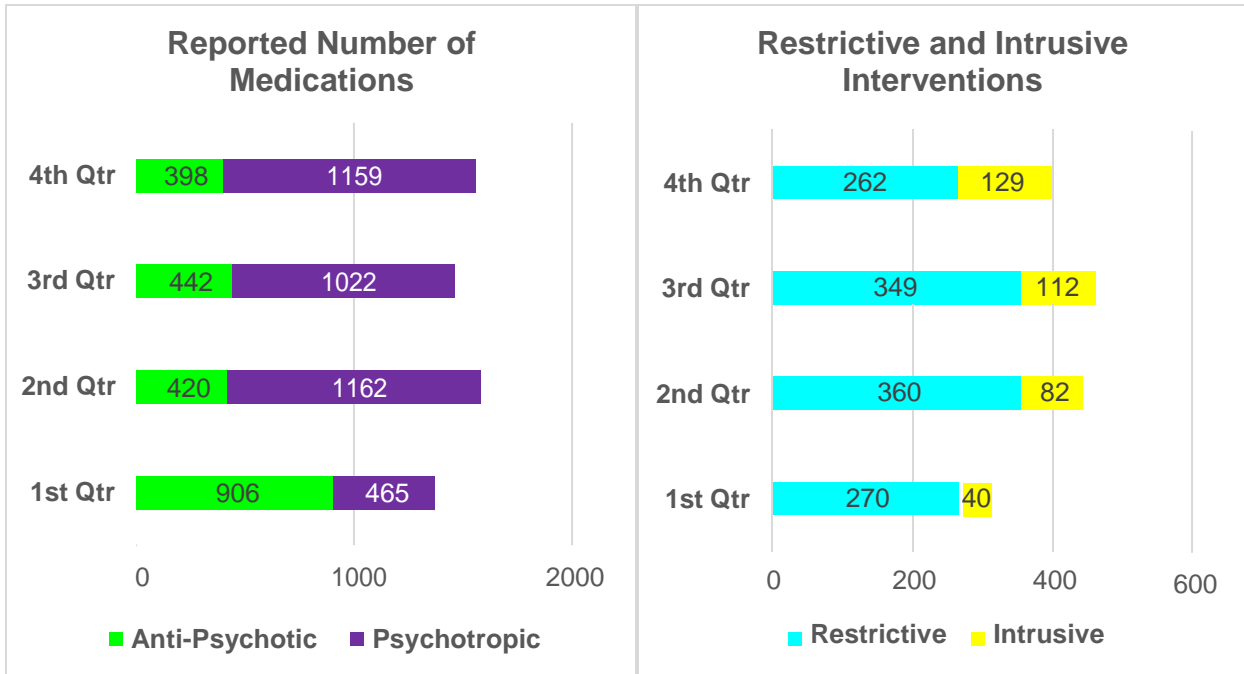 Reported Number of
Medications
4th Qtr 398 1159
3rd Qtr 442 1022
2nd Qtr 420 1162
1st Qtr 906 465
0 1000 2000
Anti-Psychotic Psychotropic
Restrictive and Intrusive
Interventions
4th Qtr 262 129
3rd Qtr 349 112
2nd Qtr 360 82
1st Qtr 270 40
0 200 400 600
Restrictive Intrusive